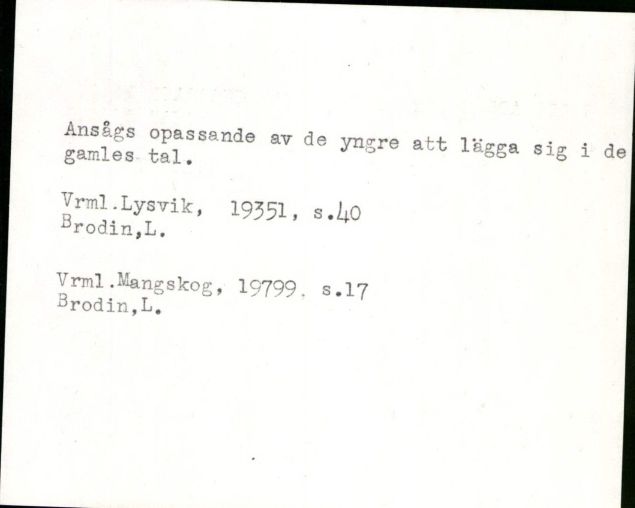 Ansågs opassande av de yngre att lägga sig i de
gamles tal.
Vrml.Lysvik, 19351, s.40
Brodin,L.
Vrml.Mangskog, 19799. s.17
Brodin,L.